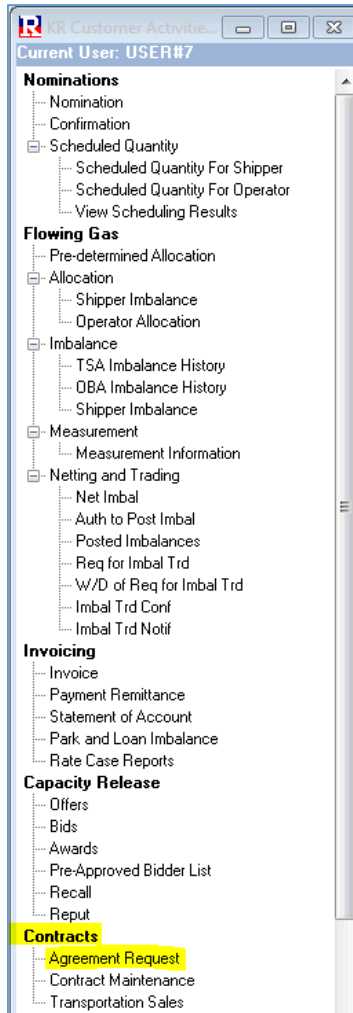 R KR Customer Activitie...
Current User: USER#7
Nominations
Nomination
Confirmation
Scheduled Quantity
Scheduled Quantity For Shipper
Scheduled Quantity For Operator
View Scheduling Results
Flowing Gas
Pre-determined Allocation
Allocation
Shipper Imbalance
Operator Allocation
Imbalance
TSA Imbalance History
OBA Imbalance History
Shipper Imbalance
Measurement
Measurement Information
Netting and Trading
Net Imbal
Auth to Post Imbal
Posted Imbalances
Req for Imbal Trd
W/D of Req for Imbal Trd
Imbal Trd Conf
Imbal Trd Notif
Invoicing
Invoice
Payment Remittance
Statement of Account
Park and Loan Imbalance
Rate Case Reports
Capacity Release
Offers
Bids
Awards
Pre-Approved Bidder List
Recall
Reput
Contracts
Agreement Request
Contract Maintenance
Transportation Sales